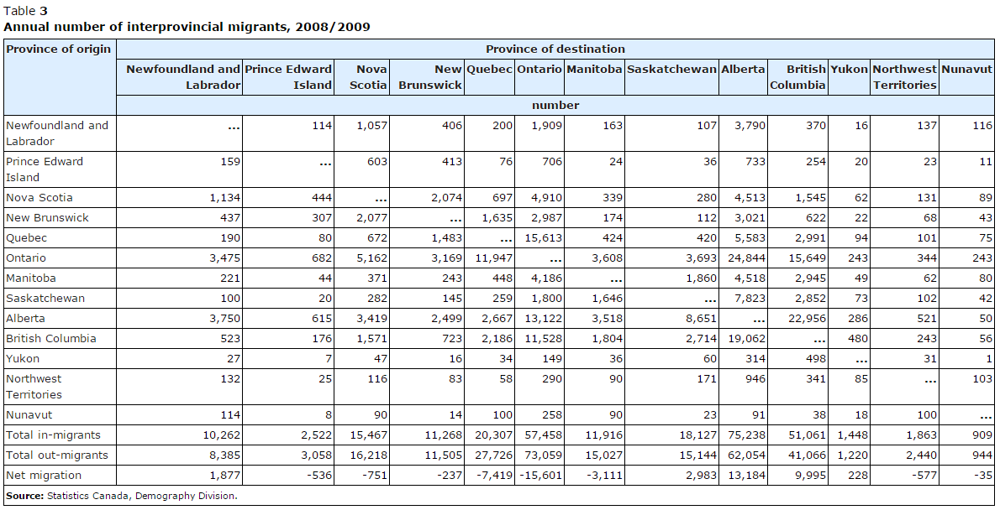 Table 3
Annual number of interprovincial migrants, 2008/2009
Province of origin Province of destination
Newfoundland and Labrador Prince Edward Island Nova Scotia New Brunswick Quebec Ontario Manitoba Saskatchewan Alberta British Columbia Yukon Northwest Territories Nunavut
number
Newfoundland and Labrador ... 114 1,057 406 200 1,909 163 107 3,790 370 16 137 116
Prince Edward Island 159 ... 603 413 76 706 24 36 733 254 20 23 11
Nova Scotia 1,134 444 ... 2,074 697 4,910 339 280 4,513 1,545 62 131 89
New Brunswick 437 307 2,077 ... 1,635 2,987 174 112 3,021 622 22 68 43
Quebec 190 80 672 1,483 ... 15,613 424 420 5,583 2,991 94 101 75
Ontario 3,475 682 5,162 3,169 11,947 ... 3,608 3,693 24,844 15,649 243 344 243
Manitoba 221 44 371 243 448 4,186 ... 1,860 4,518 2,945 49 62 80
Saskatchewan 100 20 282 145 259 1,800 1,646 ... 7,823 2,852 73 102 42
Alberta 3,750 615 3,419 2,499 2,667 13,122 3,518 8,651 ... 22,956 286 521 50
British Columbia 523 176 1,571 723 2,186 11,528 1,804 2,714 19,062 ... 480 243 56
Yukon 27 7 47 16 34 149 36 60 314 498 ... 31 1
Northwest Territories 132 25 116 83 58 290 90 171 946 341 85 ... 103
Nunavut 114 8 90 14 100 258 90 23 91 38 18 100 ...
Total in-migrants 10,262 2,522 15,467 11,268 20,307 57,458 11,916 18,127 75,238 51,061 1,448 1,863 909
Total out-migrants 8,385 3,058 16,218 11,505 27,726 73,059 15,027 15,144 62,054 41,066 1,220 2,440 944
Net migration 1,877 -536 -751 -237 -7,419 -15,601 -3,111 2,983 13,184 9,995 228 -577 -35
Source: Statistics Canada, Demography Division.